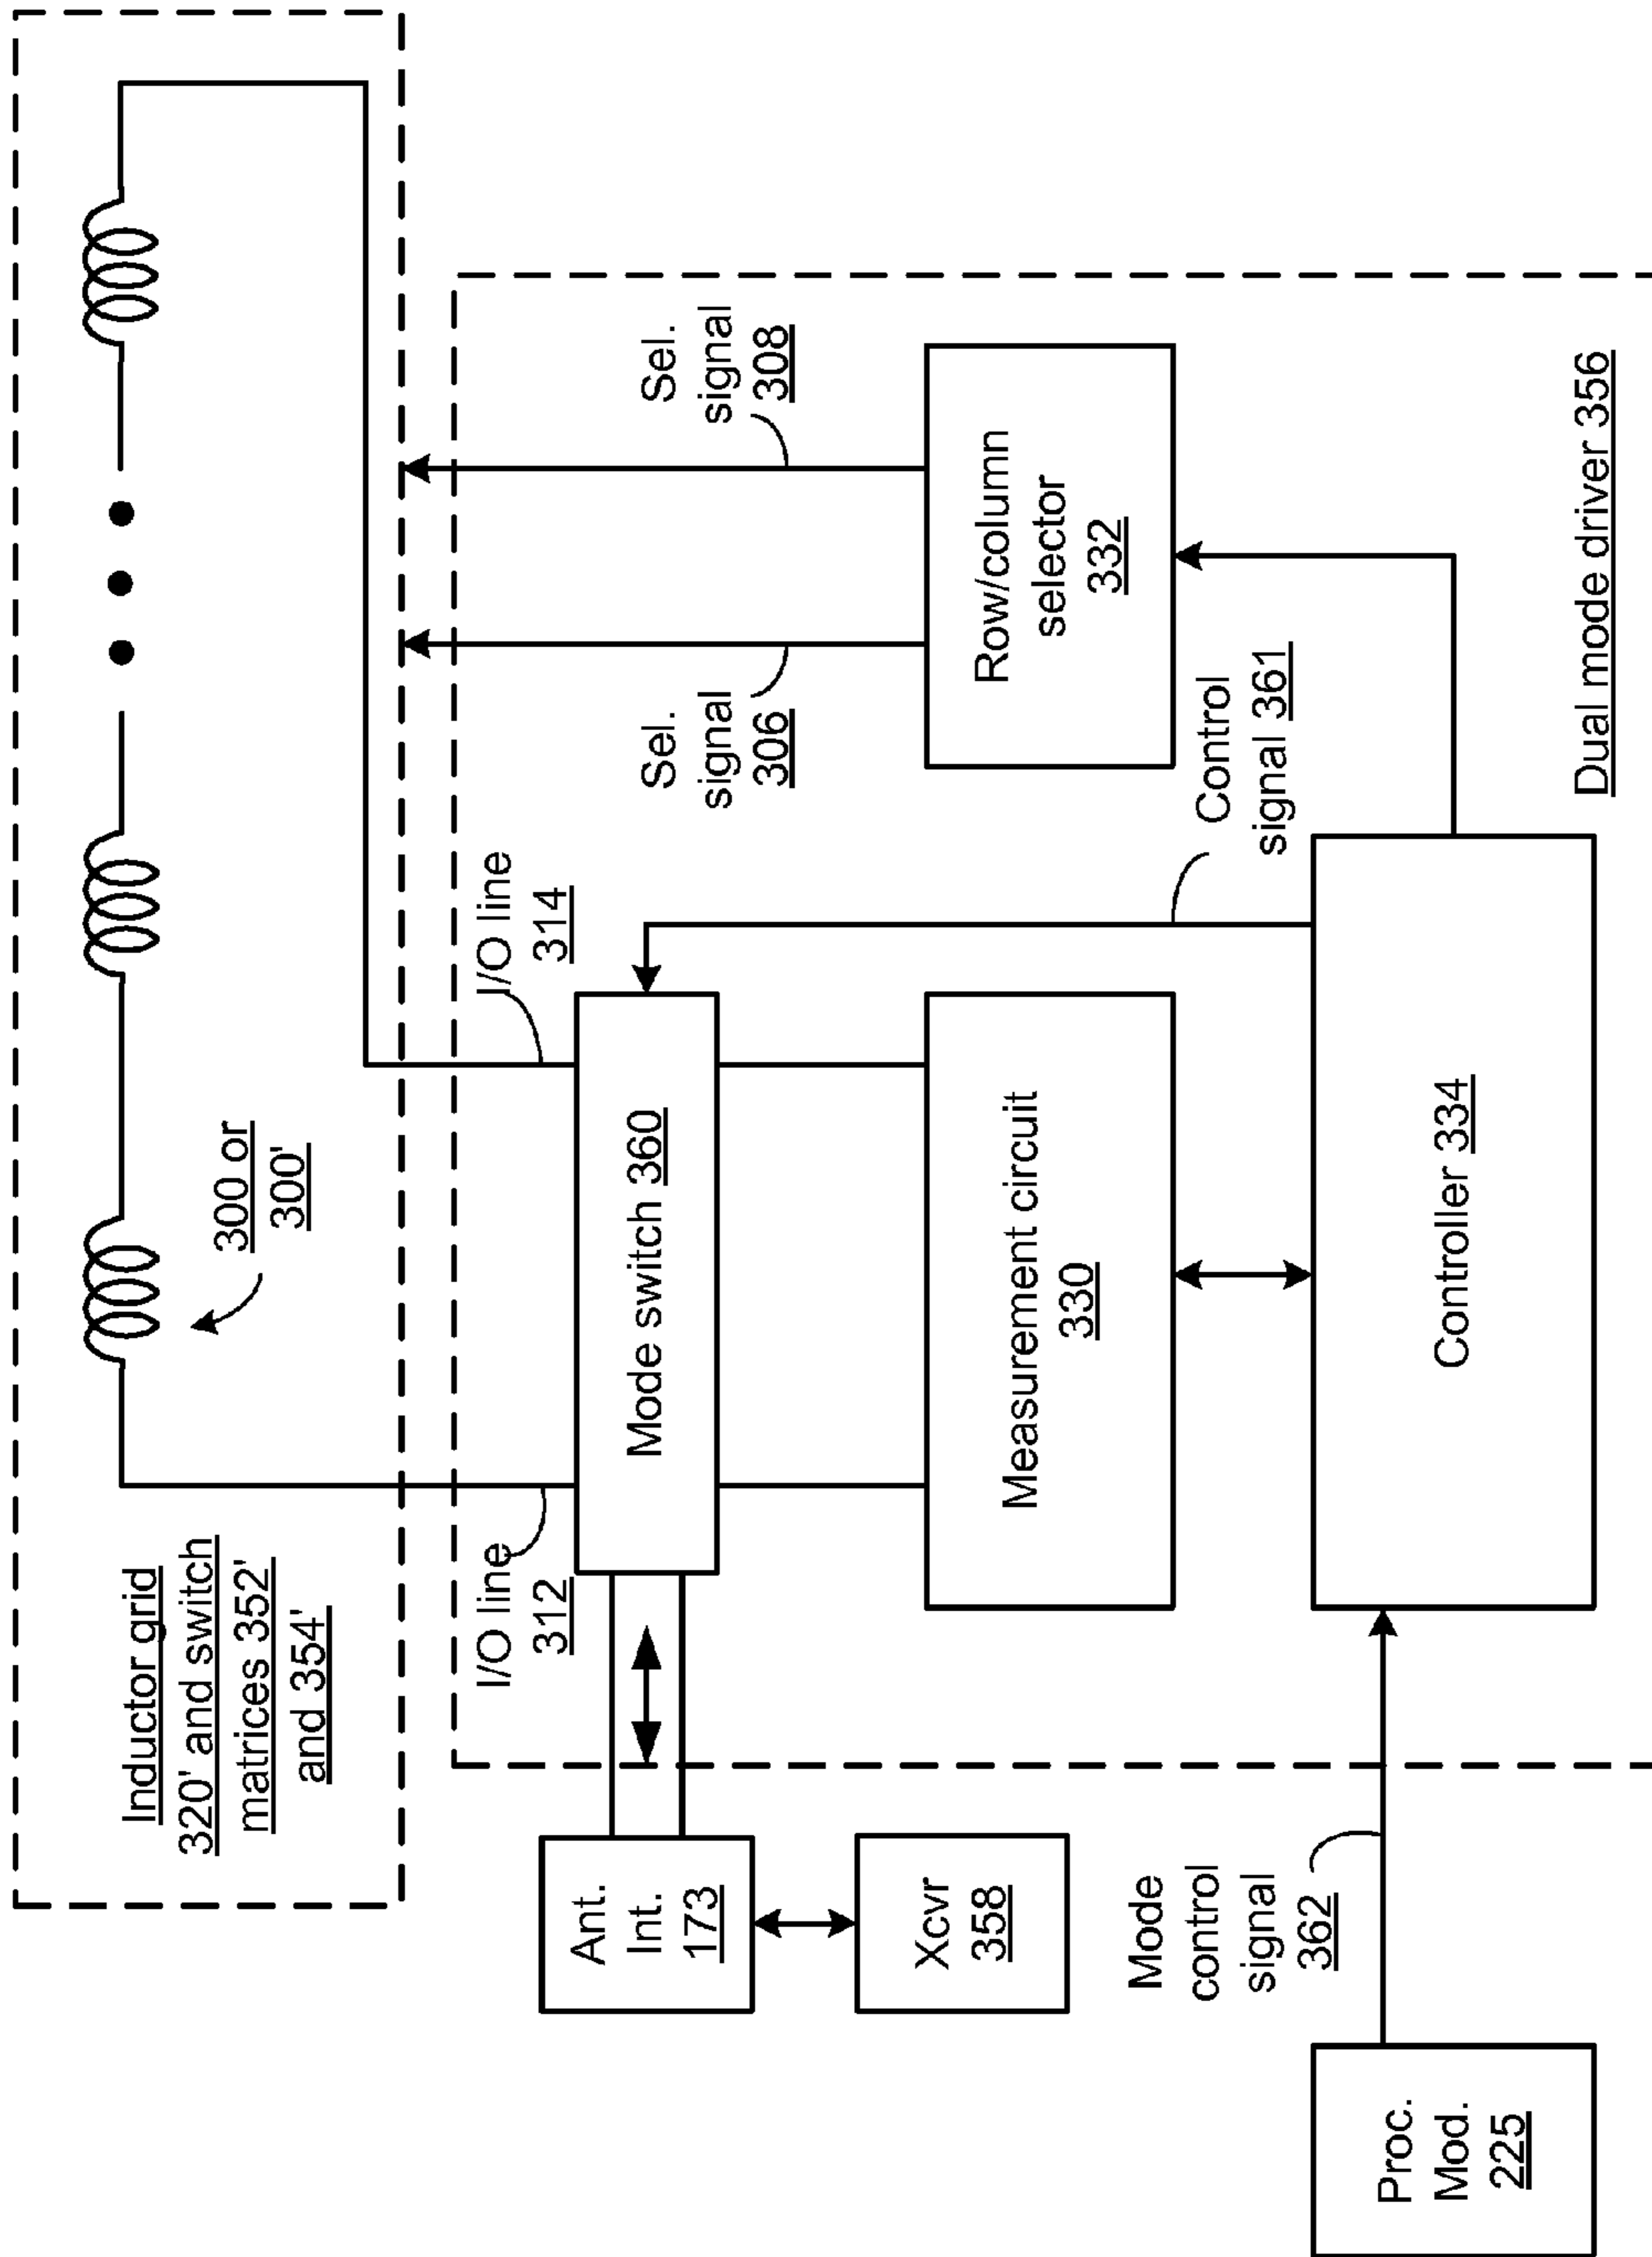 Inductor grid
320' and switch
matrices 352'
and 354'
300 or
300'
I/O line
312
I/O line
314
Sel.
signal
306
Sel.
signal
308
Ant.
Int.
173
Mode switch 360
Xcvr
358
Measurement circuit
330
Row/column
selector
332
Control
signal 361
Mode
control
signal
362
Proc.
Mod.
225
Controller 334
Dual mode driver 356